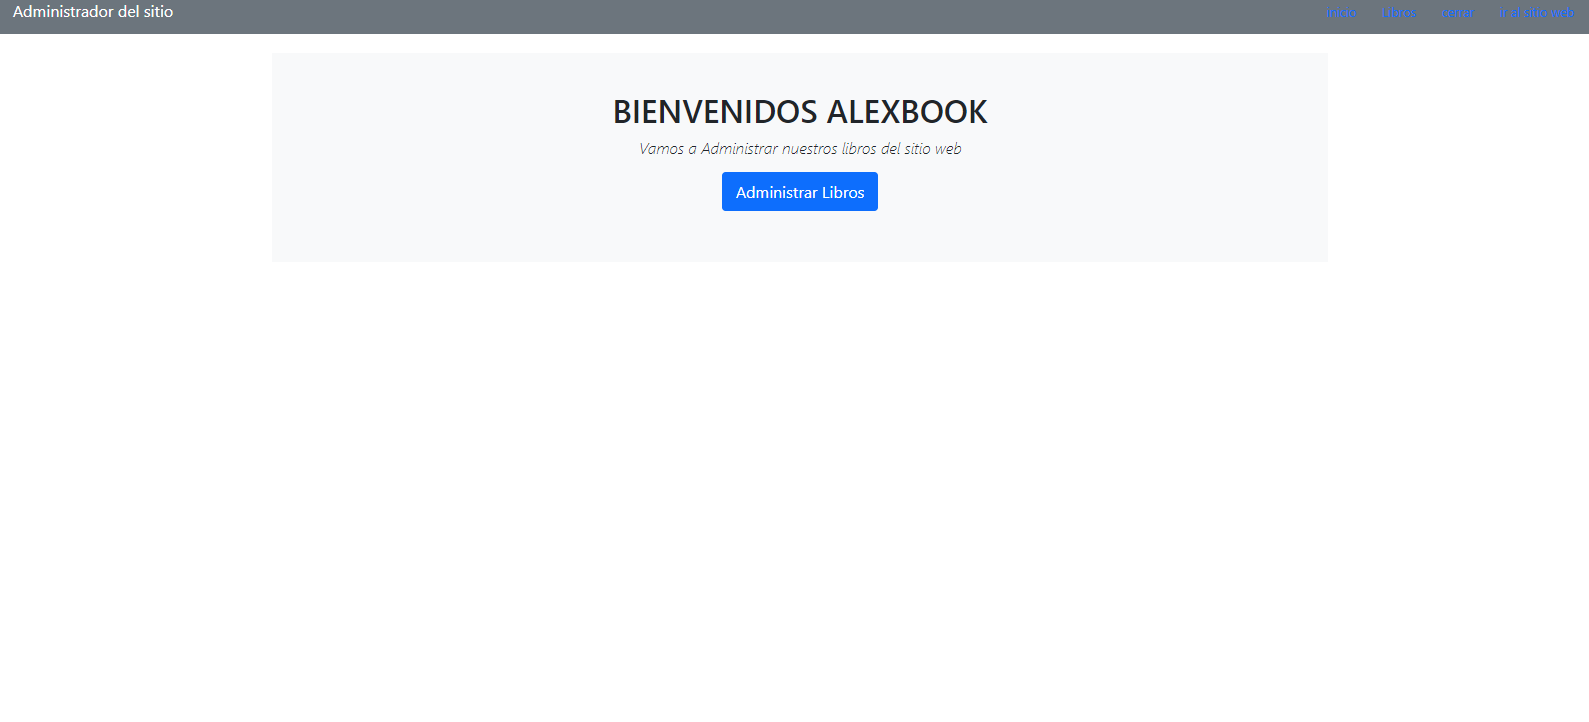 Administrador del sitio
inicio Libros cerrar ir al sitio web
BIENVENIDOS ALEXBOOK
Vamos a Administrar nuestros libros del sitio web
Administrar Libros